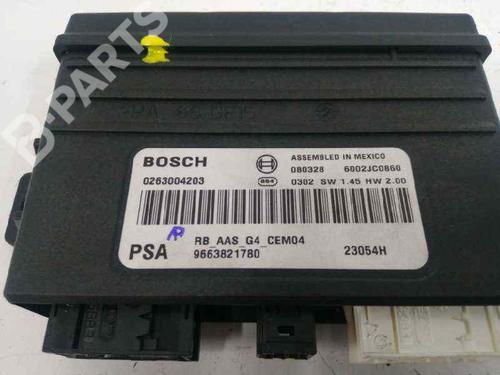 B-PARTS
BOSCH
0263004203
ASSEMBLED IN MEXICO
080328 6002JC0860
864
0302 SW 1.45 HW 2.00
PSA
RB_AAS_G4_CEM04
9663821780
23054H